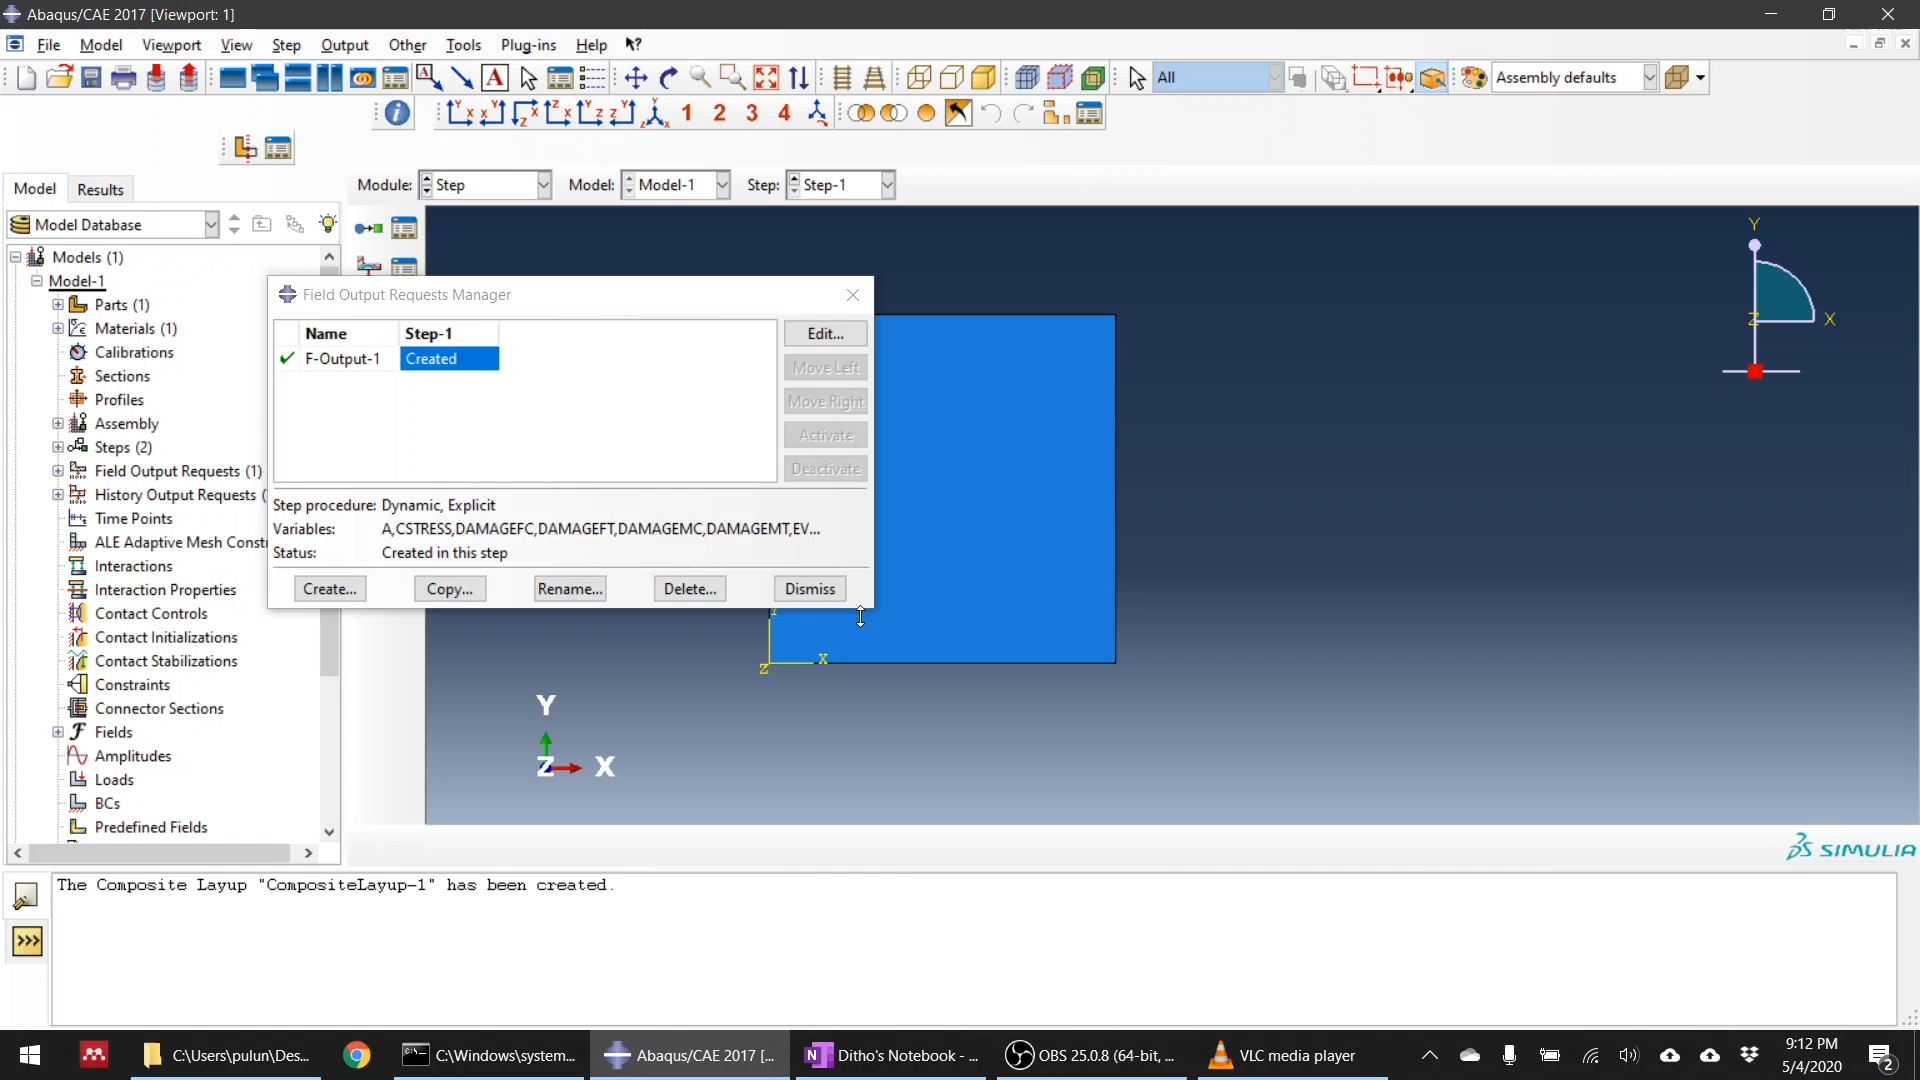 Abaqus/CAE 2017 [Viewport: 1]
File Model Viewport View Step Output Other Tools Plug-ins Help
All
Assembly defaults
1 2 3 4
Model Results
Module: Step Model: Model-1 Step: Step-1
Model Database
Models (1)
Model-1
Parts (1)
Materials (1)
Calibrations
Sections
Profiles
Assembly
Steps (2)
Field Output Requests (1)
History Output Requests (
Time Points
ALE Adaptive Mesh Const
Interactions
Interaction Properties
Contact Controls
Contact Initializations
Contact Stabilizations
Constraints
Connector Sections
Fields
Amplitudes
Loads
BCs
Predefined Fields
Field Output Requests Manager
Name Step-1
F-Output-1 Created
Edit...
Move Left
Move Right
Activate
Deactivate
Step procedure: Dynamic, Explicit
Variables: A,CSTRESS,DAMAGEFC,DAMAGEFT,DAMAGEMC,DAMAGEMT,EV...
Status: Created in this step
Create... Copy... Rename... Delete... Dismiss
Y
X
Z
Y
X
Z
Y
Z X
SIMULIA
The Composite Layup "CompositeLayup-1" has been created.
>>>
C:\Users\pulun\Des...
C:\Windows\system...
Abaqus/CAE 2017 [...
Ditho's Notebook - ...
OBS 25.0.8 (64-bit, ...
VLC media player
9:12 PM
5/4/2020
2